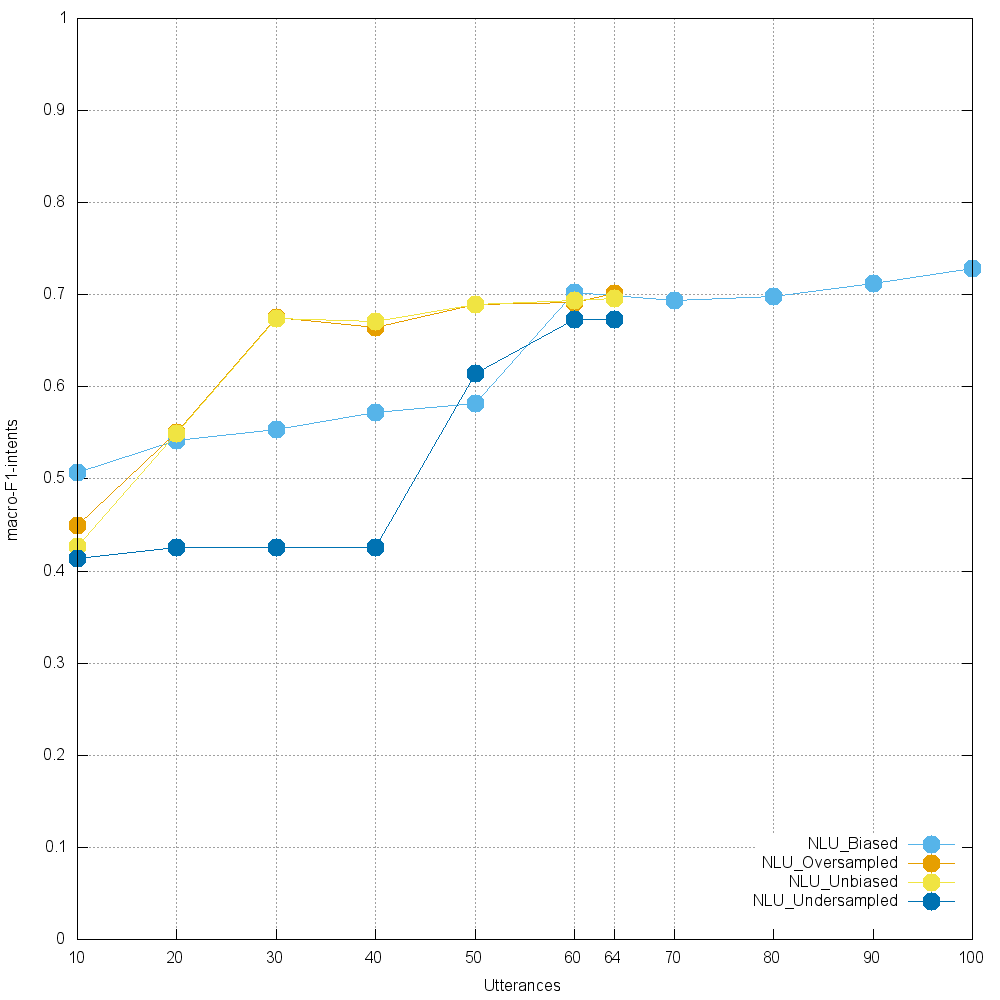 1
0.9
0.8
0.7
0.6
0.5
0.4
0.3
0.2
0.1
0
macro-F1-intents
NLU_Biased
NLU_Oversampled
NLU_Unbiased
NLU_Undersampled
10 20 30 40 50 60 64 70 80 90 100
Utterances